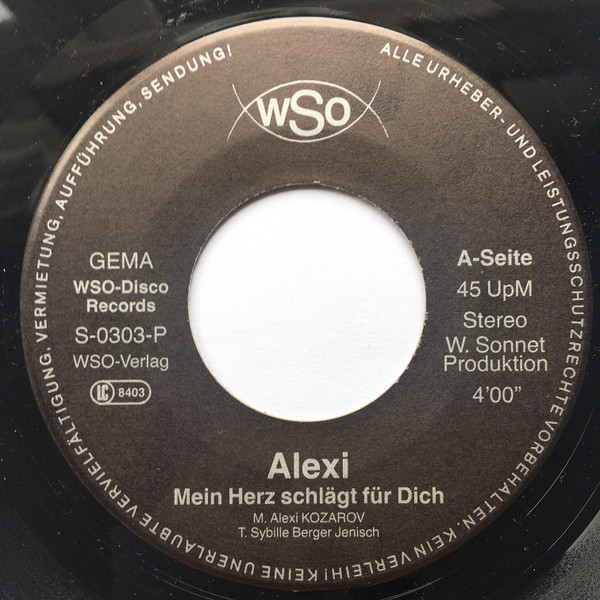 ALLE URHEBER- UND LEISTUNGSSCHUTZRECHTE VORBEHALTEN. KEIN VERLEIH! KEINE UNERLAUBTE VERVIELFÄLTIGUNG, VERMIETUNG, AUFFÜHRUNG, SENDUNG!
WSO
GEMA
WSO-Disco
Records
S-0303-P
WSO-Verlag
LC 8403
A-Seite
45 UpM
Stereo
W. Sonnet
Produktion
4'00"
Alexi
Mein Herz schlägt für Dich
M. Alexi KOZAROV
T. Sybille Berger Jenisch